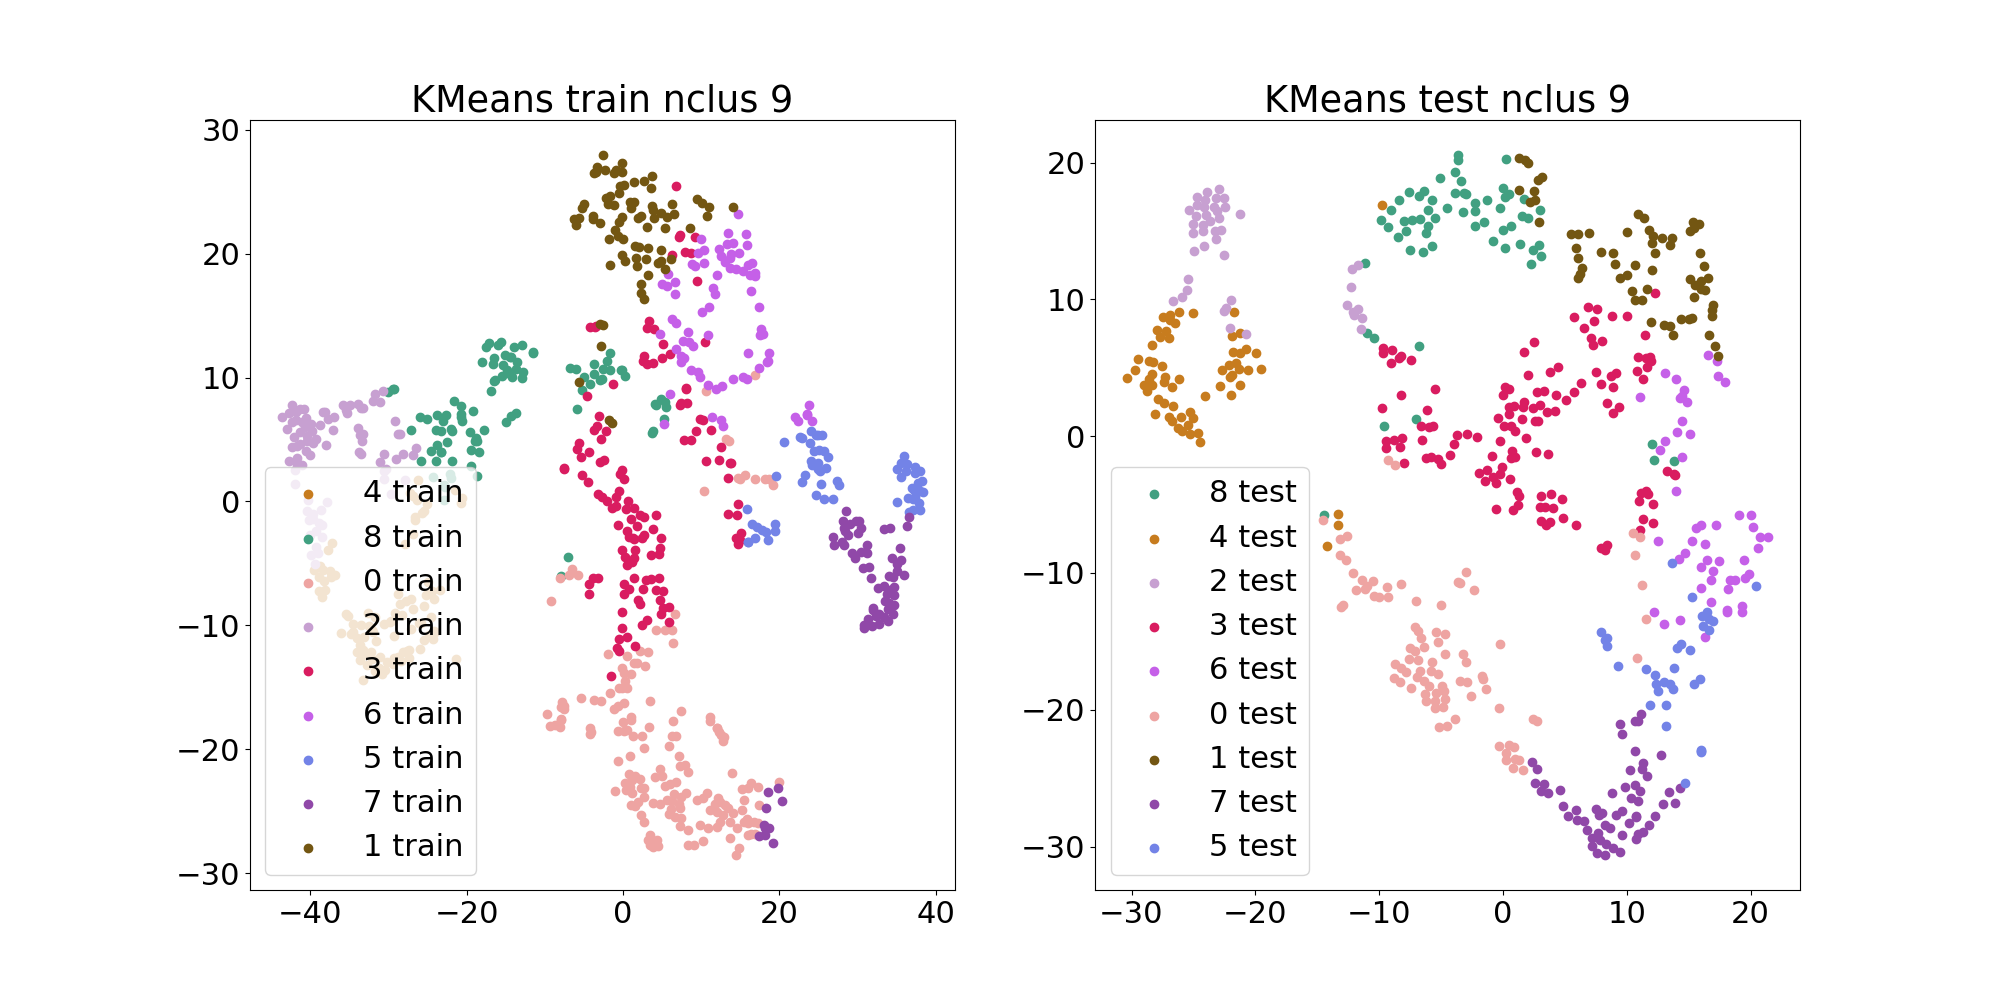 KMeans train nclus 9
30
20
10
0
−10
−20
−30
−40
−20
0
20
40
4 train
8 train
0 train
2 train
3 train
6 train
5 train
7 train
1 train
KMeans test nclus 9
20
10
0
−10
−20
−30
−30
−20
−10
0
10
20
8 test
4 test
2 test
3 test
6 test
0 test
1 test
7 test
5 test